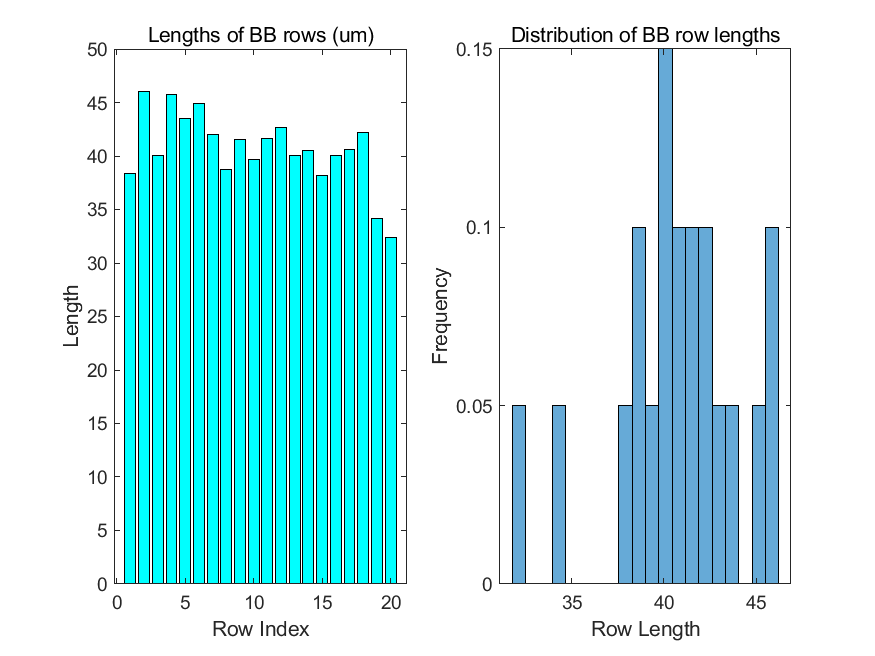 Lengths of BB rows (um)
50
45
40
35
30
25
20
15
10
5
0
Length
0 5 10 15 20
Row Index
Distribution of BB row lengths
0.15
0.1
0.05
0
Frequency
35 40 45
Row Length